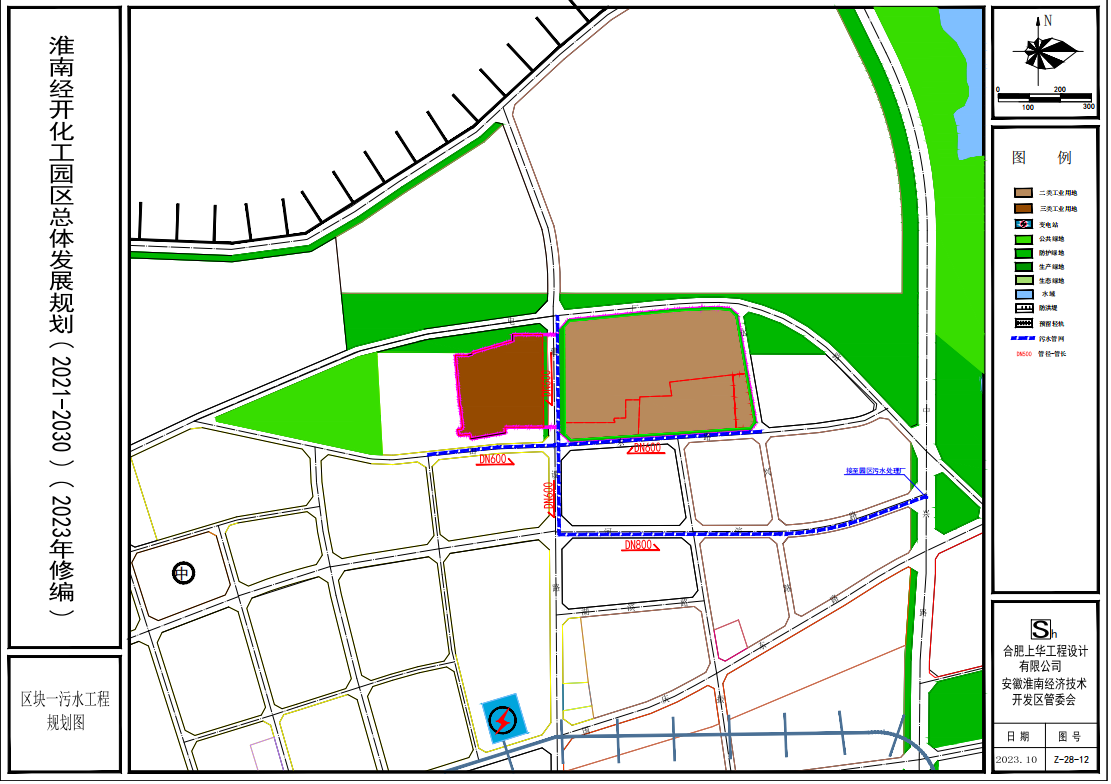 淮南经开化工园区总体发展规划(2021-2030)(2023年修编)
区块一污水工程
规划图
N
0
200
100
300
图 例
二类工业用地
三类工业用地
变电站
公共绿地
防护绿地
生产绿地
生态绿地
水域
防洪堤
预留轻轨
污水管网
DN500 管径-管长
DN600
DN600
DN600
DN600
DN800
接至园区污水处理厂
中
Sh
合肥上华工程设计
有限公司
安徽淮南经济技术
开发区管委会
日 期
图 号
2023.10
Z-28-12